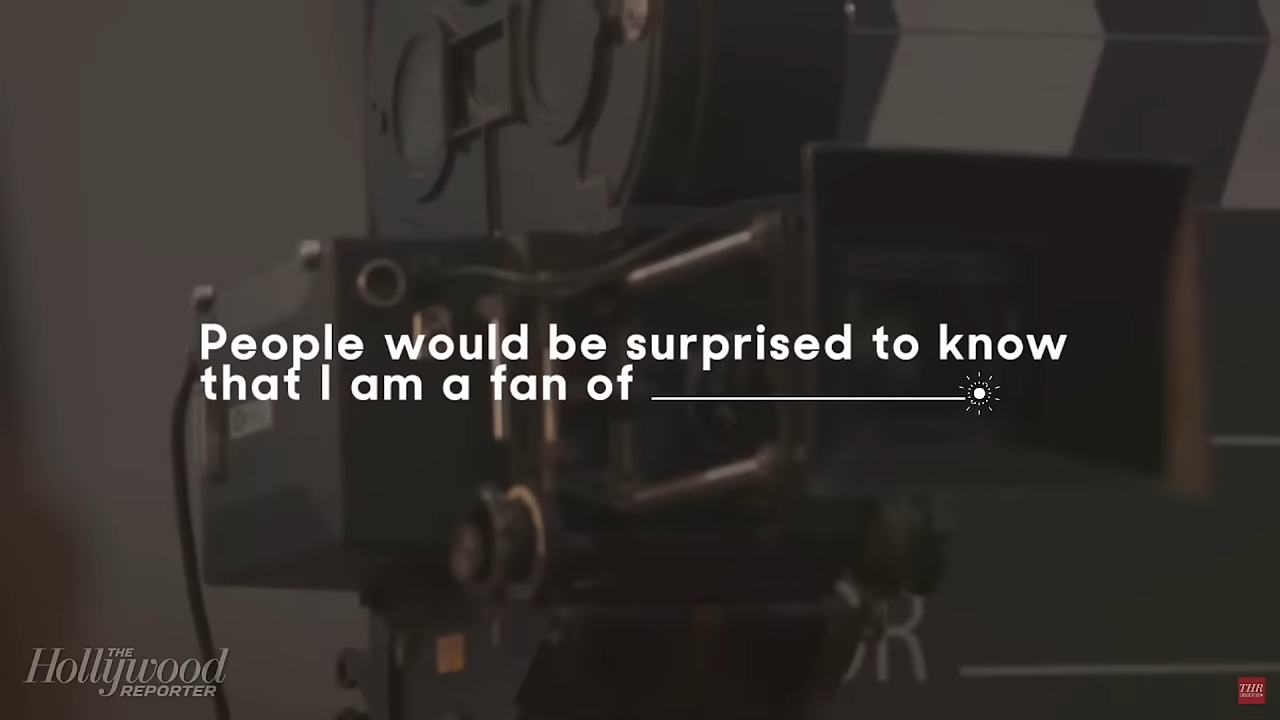 People would be surprised to know
that I am a fan of
THE
Hollywood
REPORTER
THR